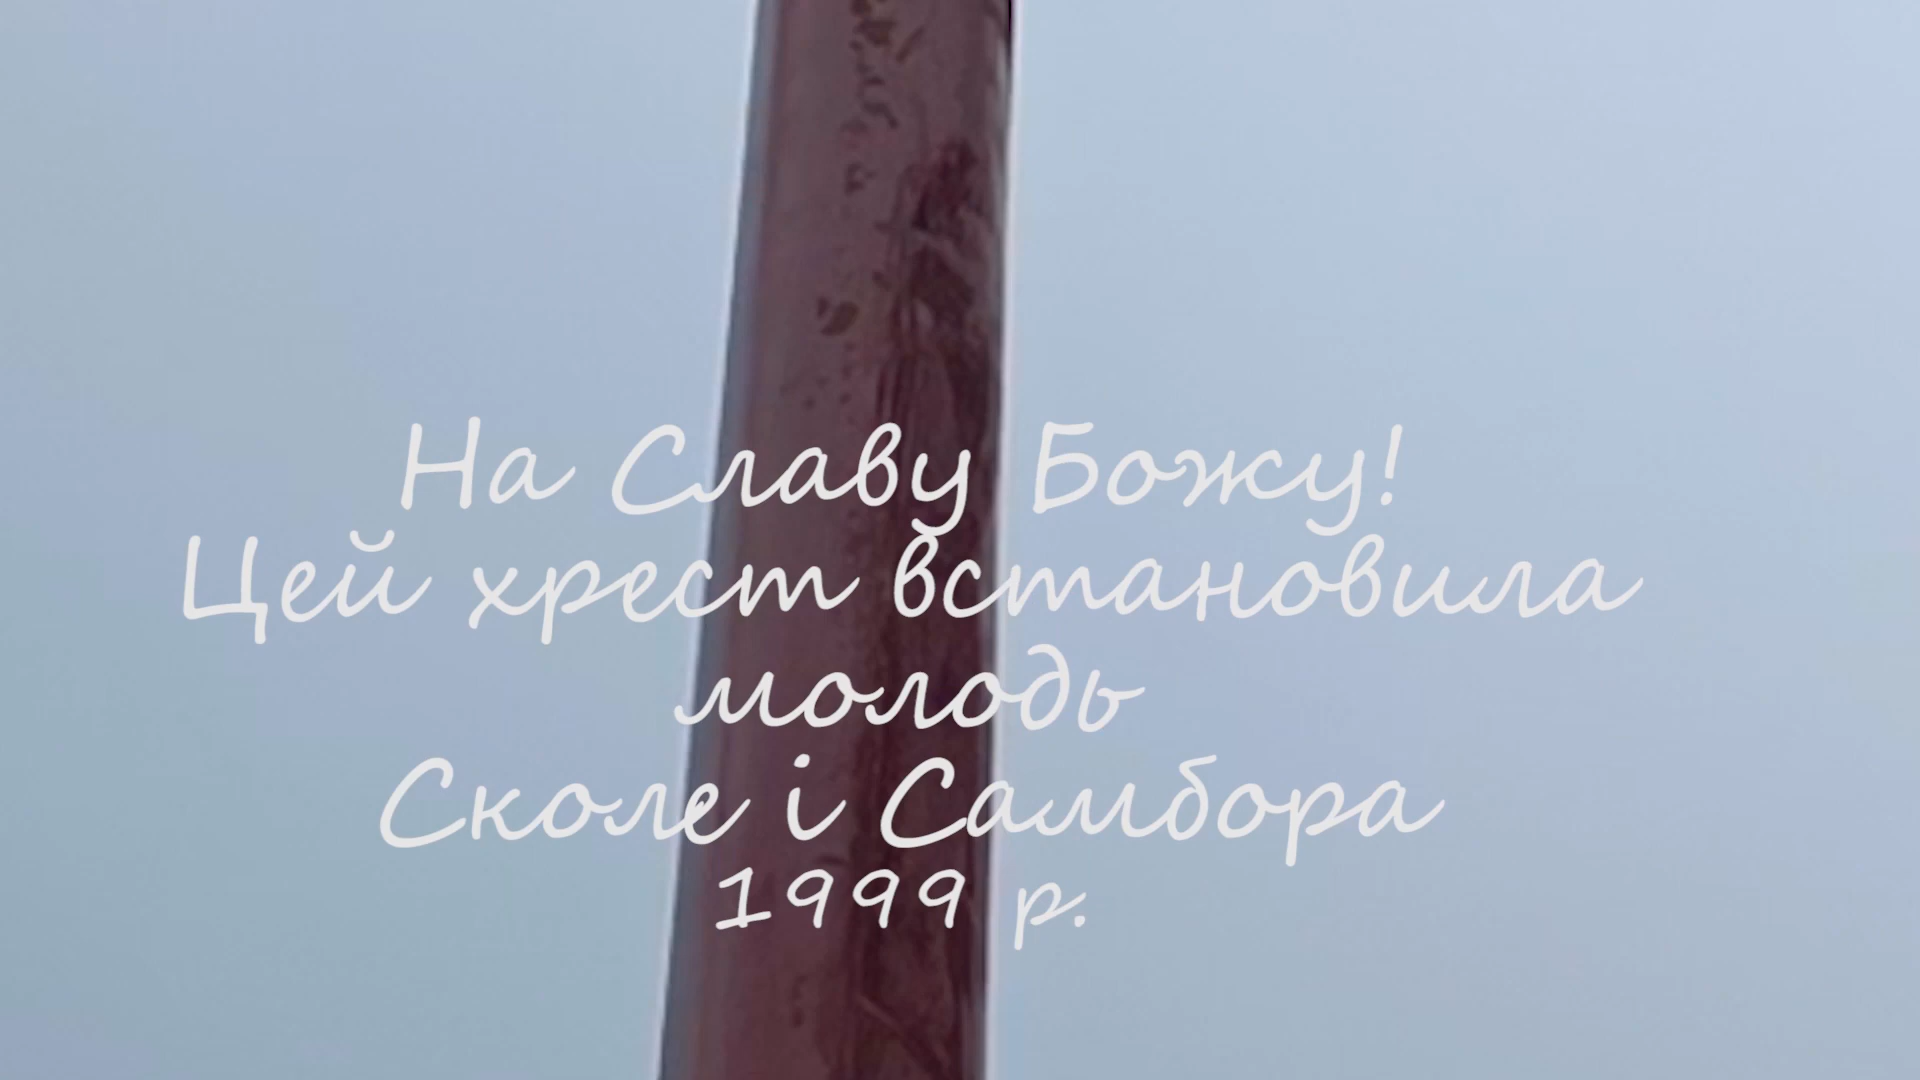 На Славу Божу!
Цей хрест встановила
молодь
Сколе і Самбора
1999 р.